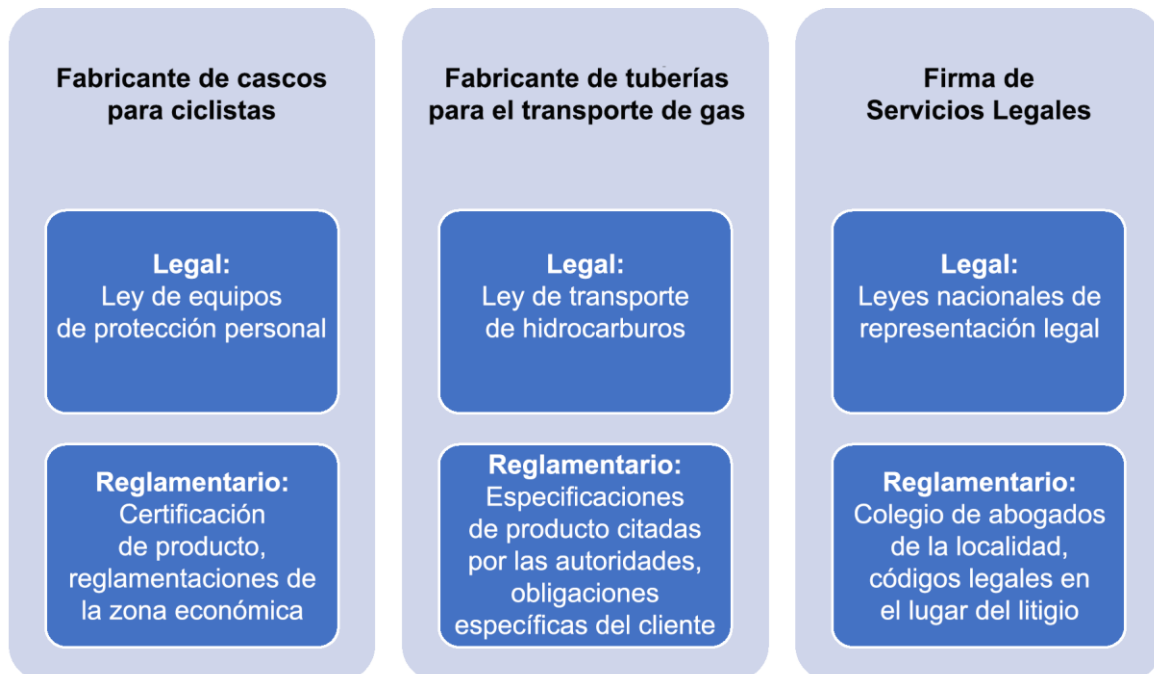 Fabricante de cascos
para ciclistas
Legal:
Ley de equipos
de protección personal
Reglamentario:
Certificación
de producto,
reglamentaciones de
la zona económica
Fabricante de tuberías
para el transporte de gas
Legal:
Ley de transporte
de hidrocarburos
Reglamentario:
Especificaciones
de producto citadas
por las autoridades,
obligaciones
específicas del cliente
Firma de
Servicios Legales
Legal:
Leyes nacionales de
representación legal
Reglamentario:
Colegio de abogados
de la localidad,
códigos legales en
el lugar del litigio